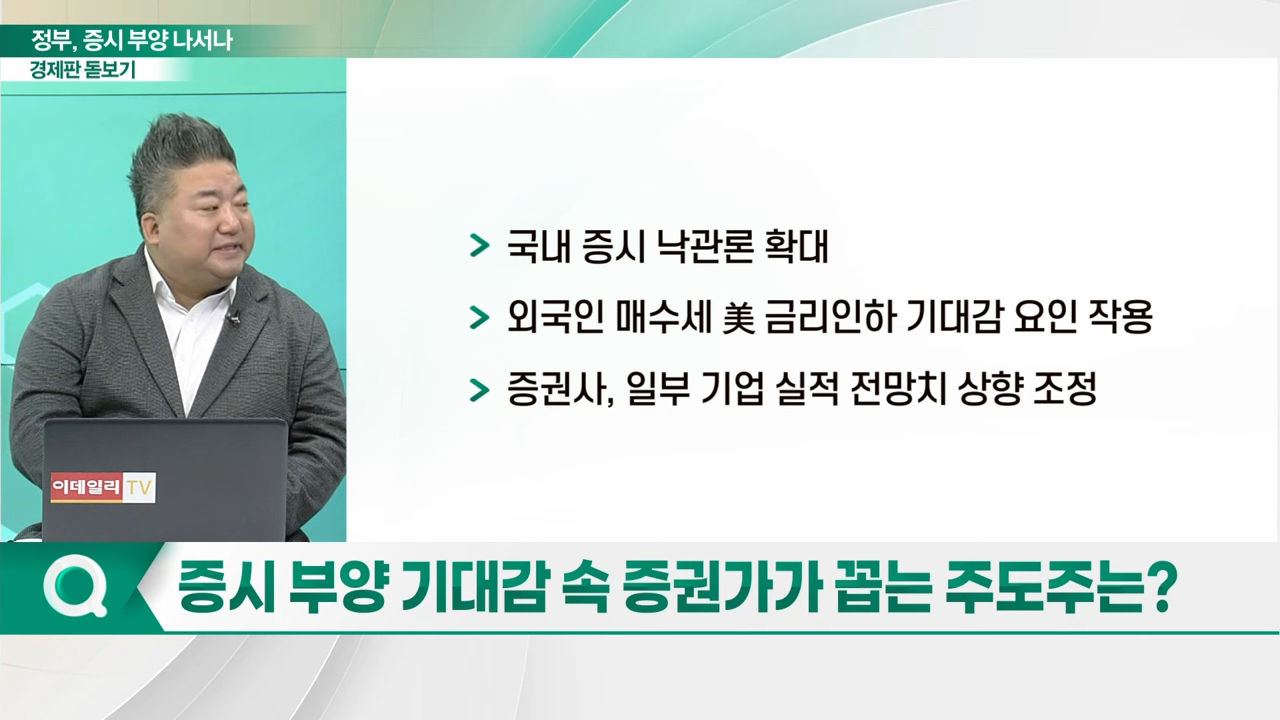 정부, 증시 부양 나서나
경제판 돋보기
> 국내 증시 낙관론 확대
> 외국인 매수세 美 금리인하 기대감 요인 작용
> 증권사, 일부 기업 실적 전망치 상향 조정
이데일리 TV
Q 증시 부양 기대감 속 증권가가 꼽는 주도주는?